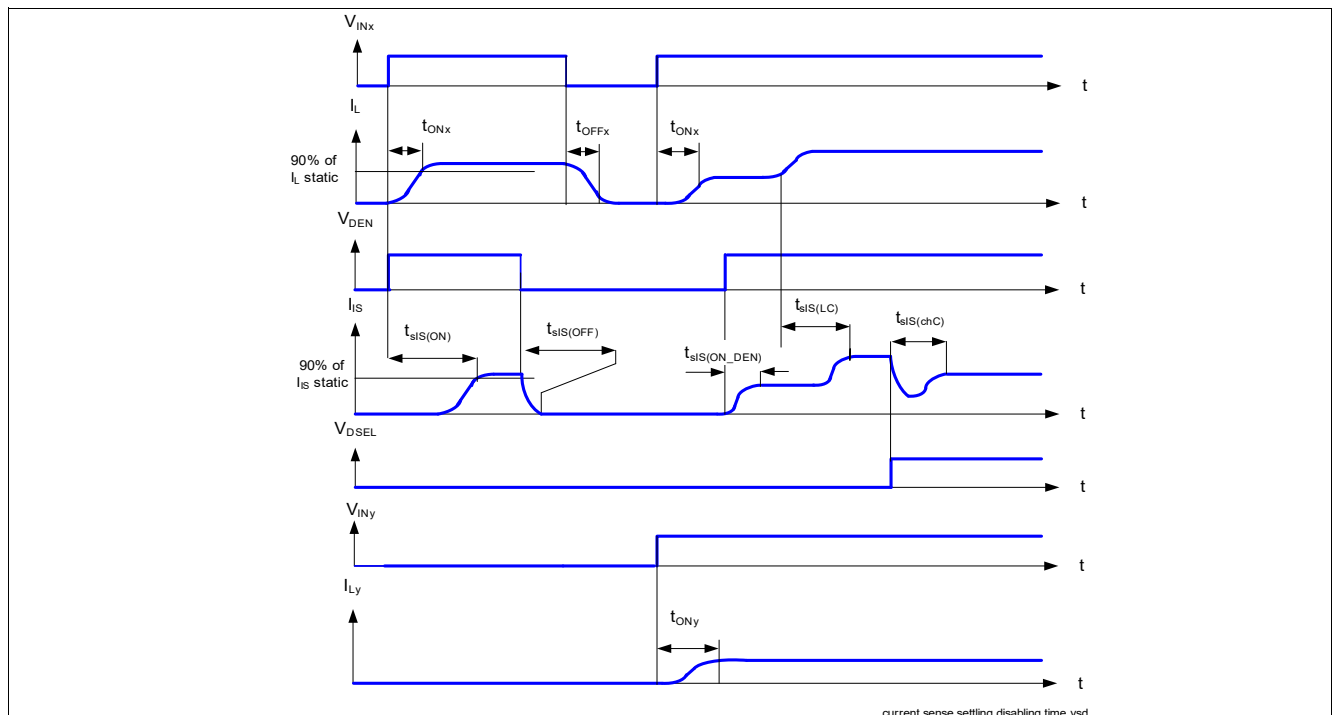 VINx
t
IL
tONx
tOFFx
tONx
90% of
IL static
t
VDEN
t
IIS
tsIS(ON)
tsIS(OFF)
tsIS(LC)
tsIS(chC)
tsIS(ON_DEN)
90% of
IIS static
t
VDSEL
t
VINy
t
ILy
tONy
t
current sense settling disabling time.vsd